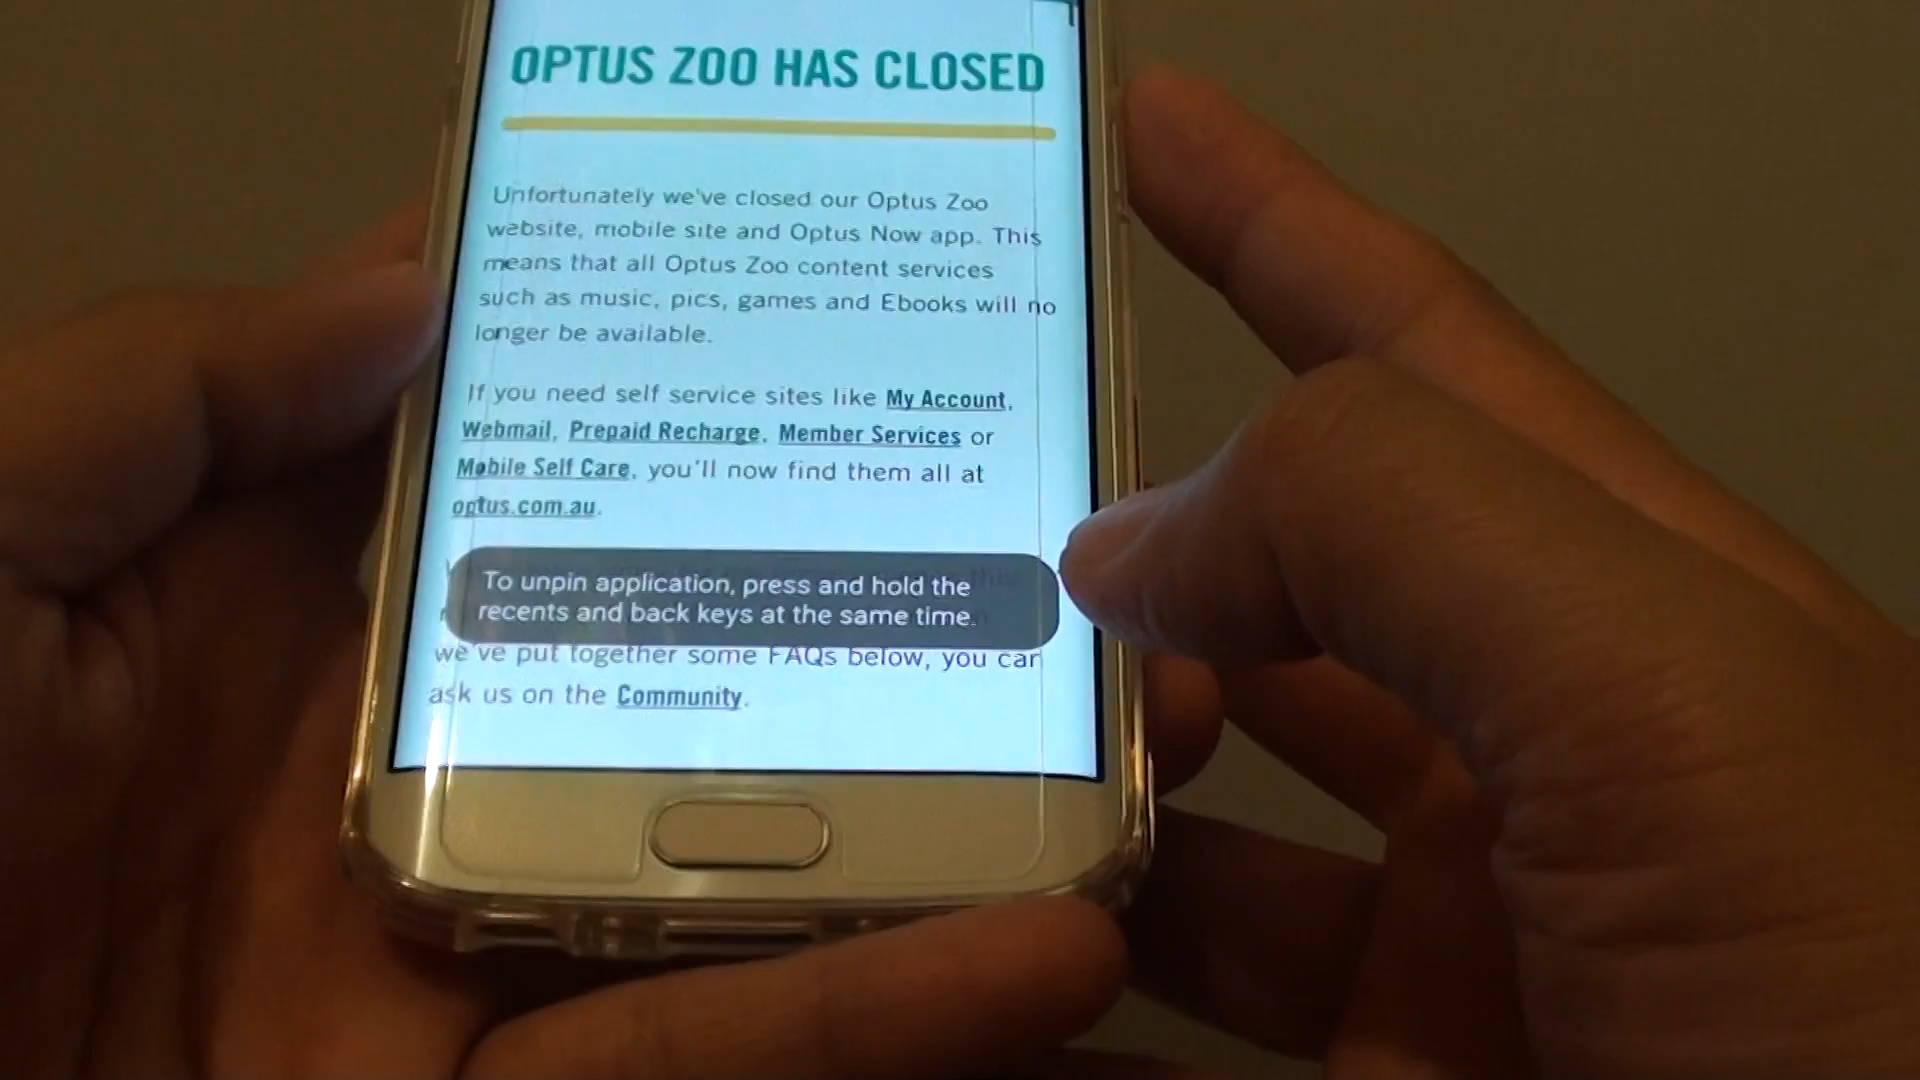 OPTUS ZOO HAS CLOSED
Unfortunately we've closed our Optus Zoo
website, mobile site and Optus Now app. This
means that all Optus Zoo content services
such as music, pics, games and Ebooks will no
longer be available.
If you need self service sites like My Account,
Webmail, Prepaid Recharge, Member Services or
Mobile Self Care, you'll now find them all at
optus.com.au.
To unpin application, press and hold the
recents and back keys at the same time.
we've put together some FAQs below, you can
ask us on the Community.